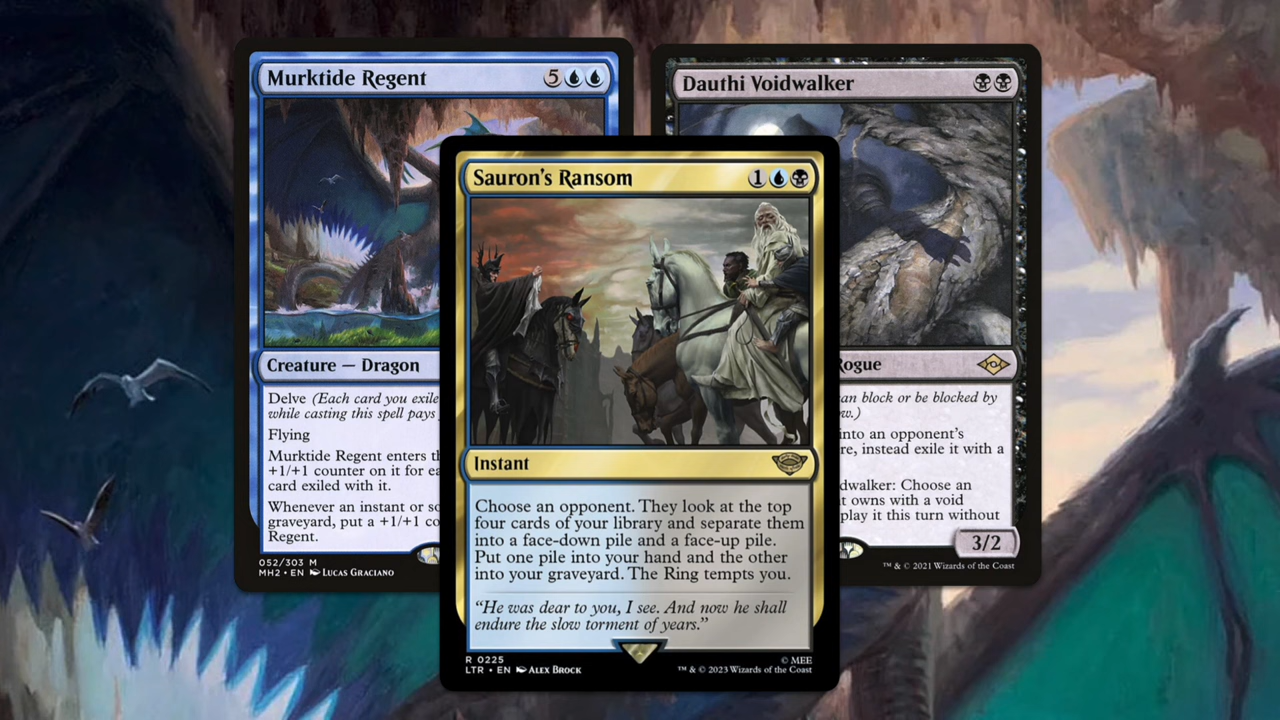 Murktide Regent 5
Creature — Dragon
Delve (Each card you exile
while casting this spell pays
Flying
Murktide Regent enters th
+1/+1 counter on it for ea
card exiled with it.
Whenever an instant or so
graveyard, put a +1/+1 co
Regent.
052/303 M
MH2 • EN Lucas Graciano
Sauron's Ransom 1
Instant
Choose an opponent. They look at the top
four cards of your library and separate them
into a face-down pile and a face-up pile.
Put one pile into your hand and the other
into your graveyard. The Ring tempts you.
"He was dear to you, I see. And now he shall
endure the slow torment of years."
R 0225
LTR • EN Alex Brock
© MEE
™ & © 2023 Wizards of the Coast
Dauthi Voidwalker
Rogue
an block or be blocked by
w.)
into an opponent's
re, instead exile it with a
dwalker: Choose an
t owns with a void
play it this turn without
3/2
™ & © 2021 Wizards of the Coast